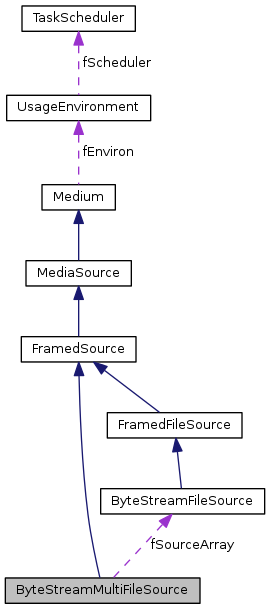 TaskScheduler
fScheduler
UsageEnvironment
fEnviron
Medium
MediaSource
FramedSource
FramedFileSource
ByteStreamFileSource
fSourceArray
ByteStreamMultiFileSource